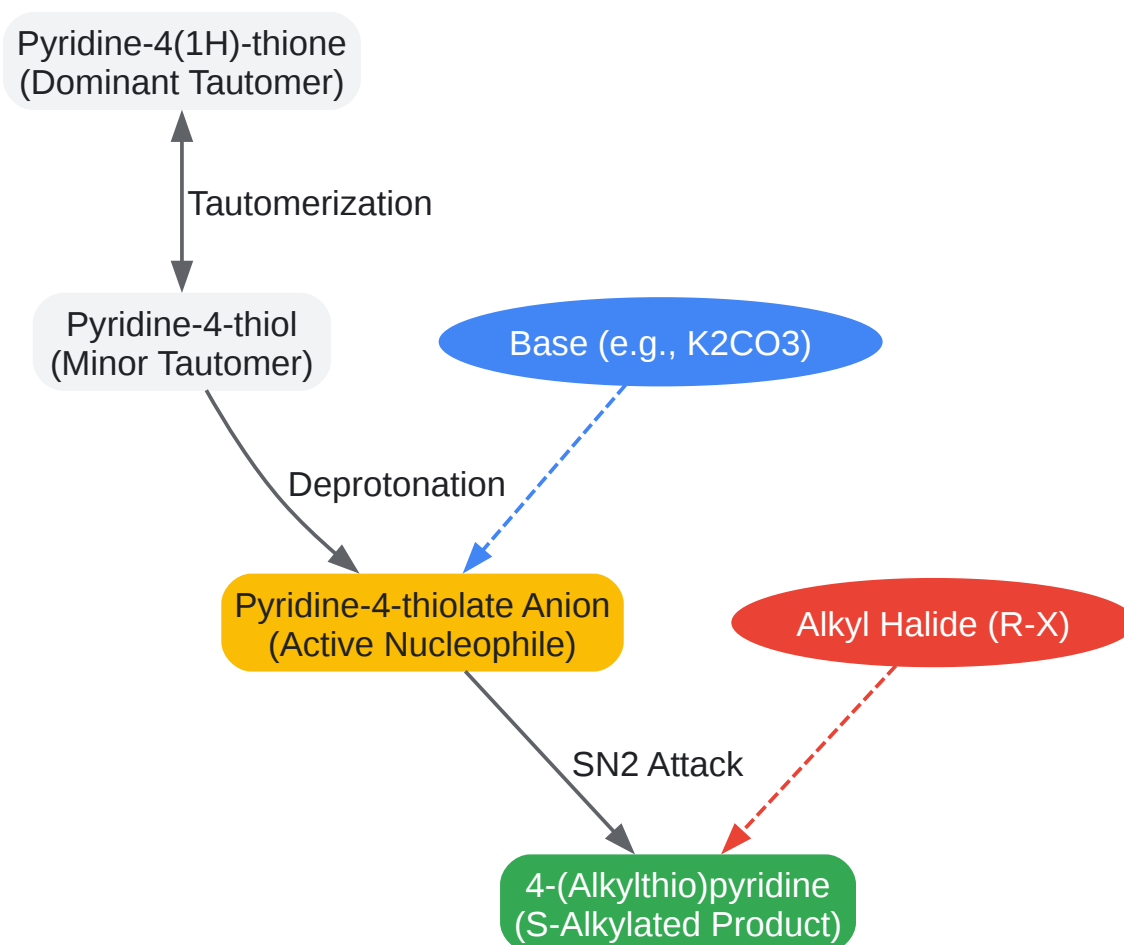 Pyridine-4(1H)-thione
(Dominant Tautomer)
Tautomerization
Pyridine-4-thiol
(Minor Tautomer)
Base (e.g., K2CO3)
Deprotonation
Pyridine-4-thiolate Anion
(Active Nucleophile)
Alkyl Halide (R-X)
SN2 Attack
4-(Alkylthio)pyridine
(S-Alkylated Product)